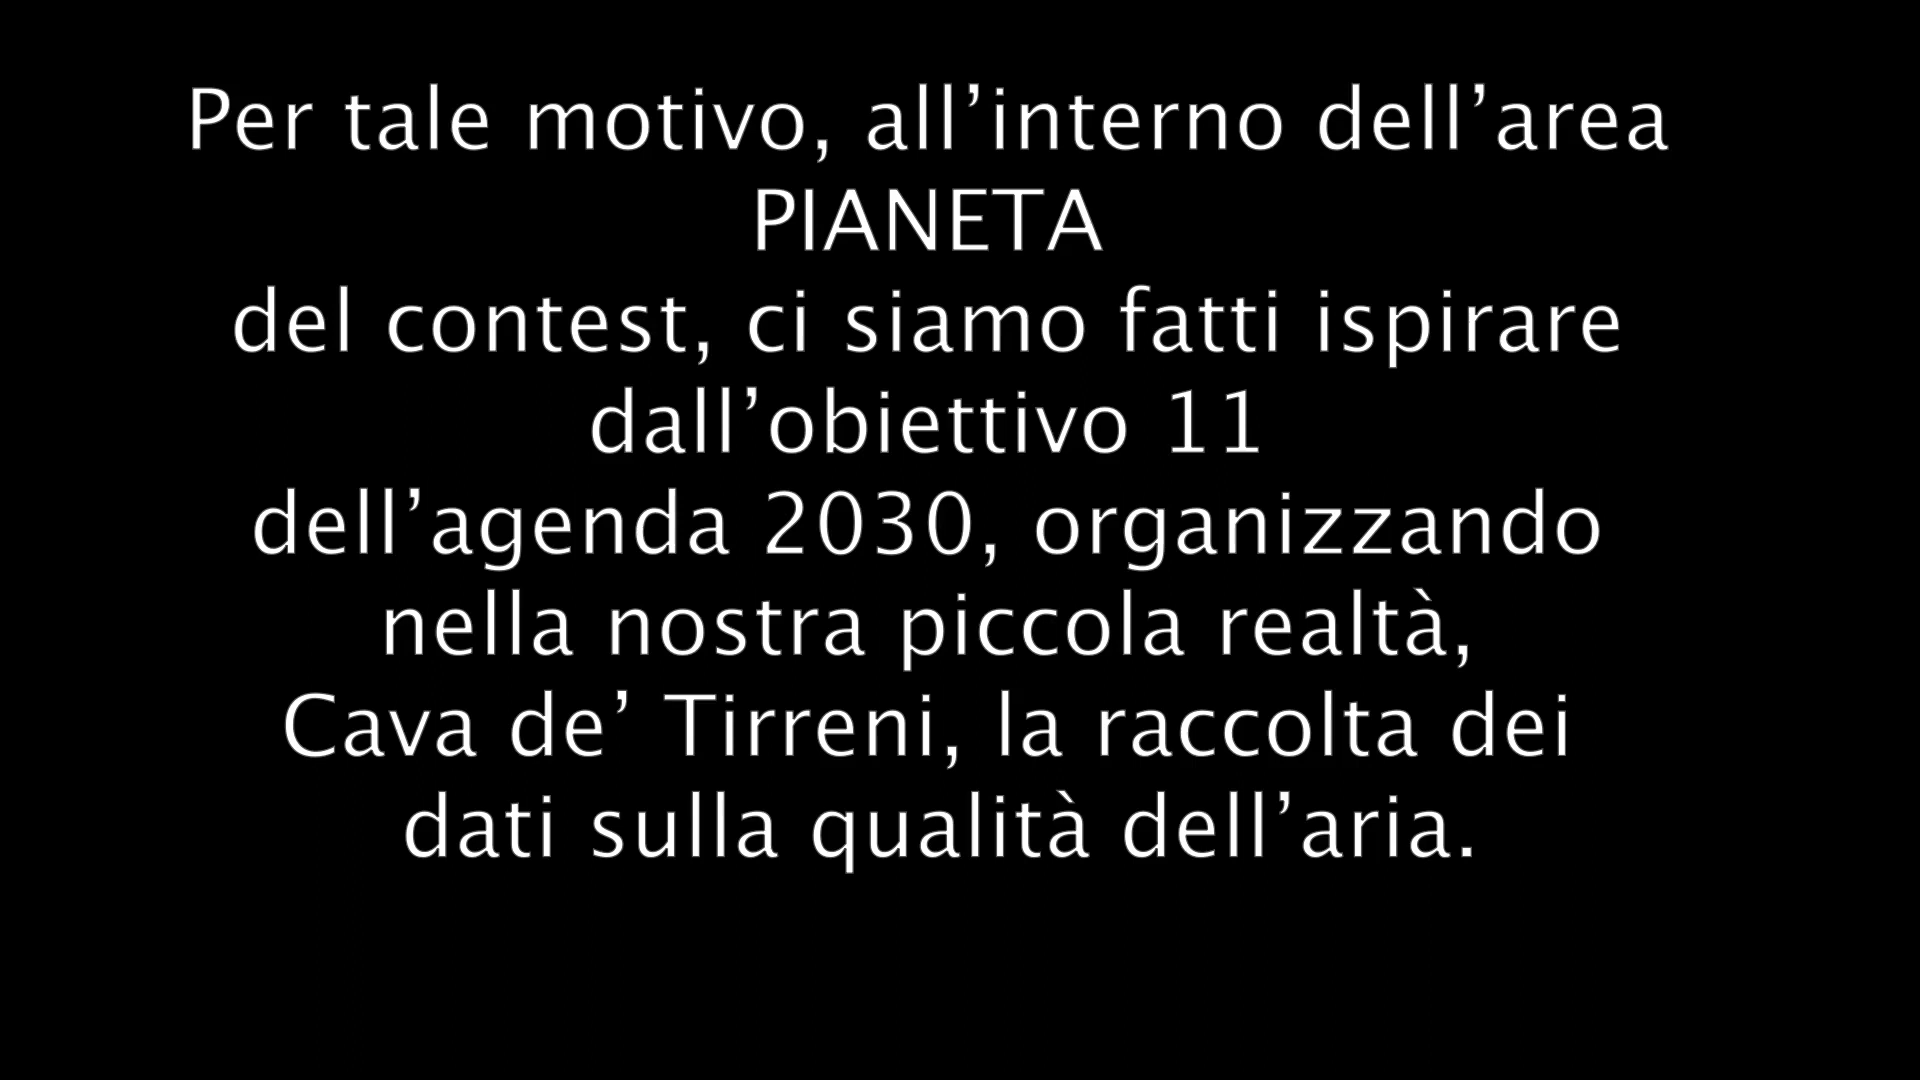 Per tale motivo, all’interno dell’area
PIANETA
del contest, ci siamo fatti ispirare
dall’obiettivo 11
dell’agenda 2030, organizzando
nella nostra piccola realtà,
Cava de’ Tirreni, la raccolta dei
dati sulla qualità dell’aria.